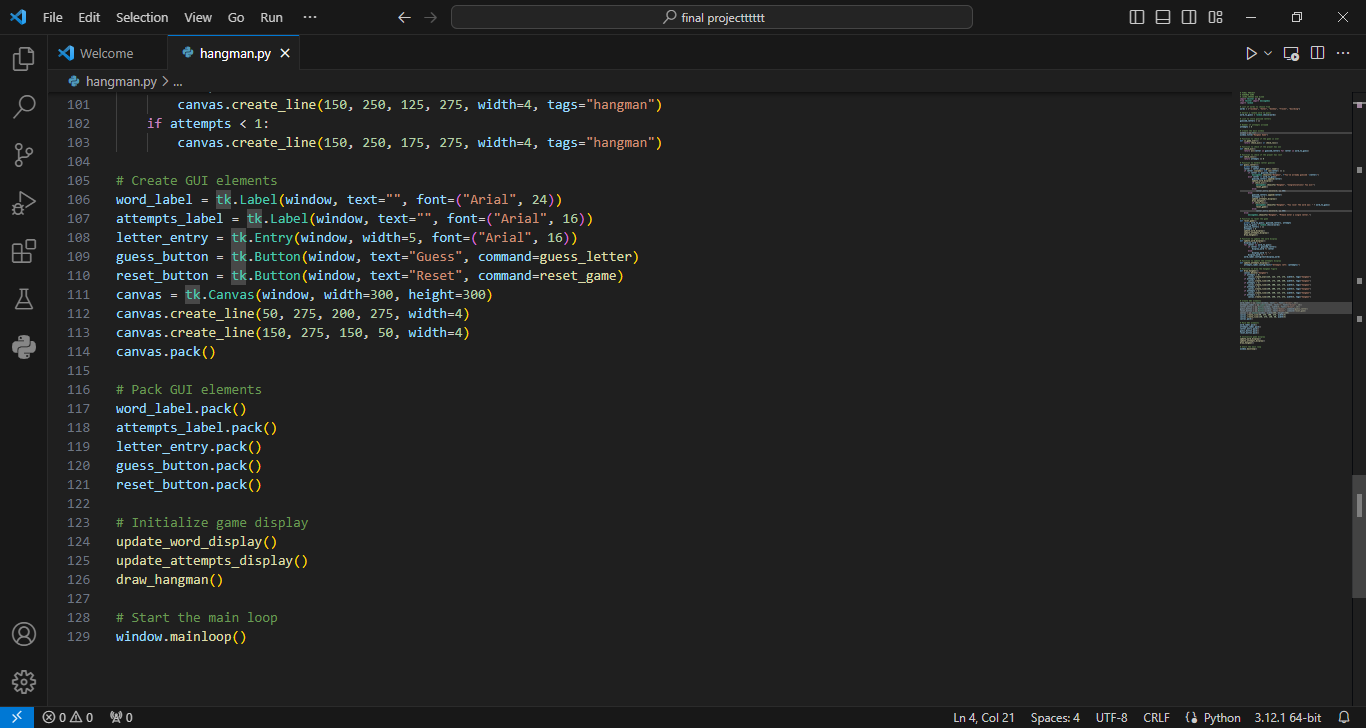 File Edit Selection View Go Run ··· final projectttttt
Welcome hangman.py
hangman.py > ...
101 canvas.create_line(150, 250, 125, 275, width=4, tags="hangman")
102 if attempts < 1:
103 canvas.create_line(150, 250, 175, 275, width=4, tags="hangman")
104
105 # Create GUI elements
106 word_label = tk.Label(window, text="", font=("Arial", 24))
107 attempts_label = tk.Label(window, text="", font=("Arial", 16))
108 letter_entry = tk.Entry(window, width=5, font=("Arial", 16))
109 guess_button = tk.Button(window, text="Guess", command=guess_letter)
110 reset_button = tk.Button(window, text="Reset", command=reset_game)
111 canvas = tk.Canvas(window, width=300, height=300)
112 canvas.create_line(50, 275, 200, 275, width=4)
113 canvas.create_line(150, 275, 150, 50, width=4)
114 canvas.pack()
115
116 # Pack GUI elements
117 word_label.pack()
118 attempts_label.pack()
119 letter_entry.pack()
120 guess_button.pack()
121 reset_button.pack()
122
123 # Initialize game display
124 update_word_display()
125 update_attempts_display()
126 draw_hangman()
127
128 # Start the main loop
129 window.mainloop()
0 0 0 Ln 4, Col 21 Spaces: 4 UTF-8 CRLF Python 3.12.1 64-bit